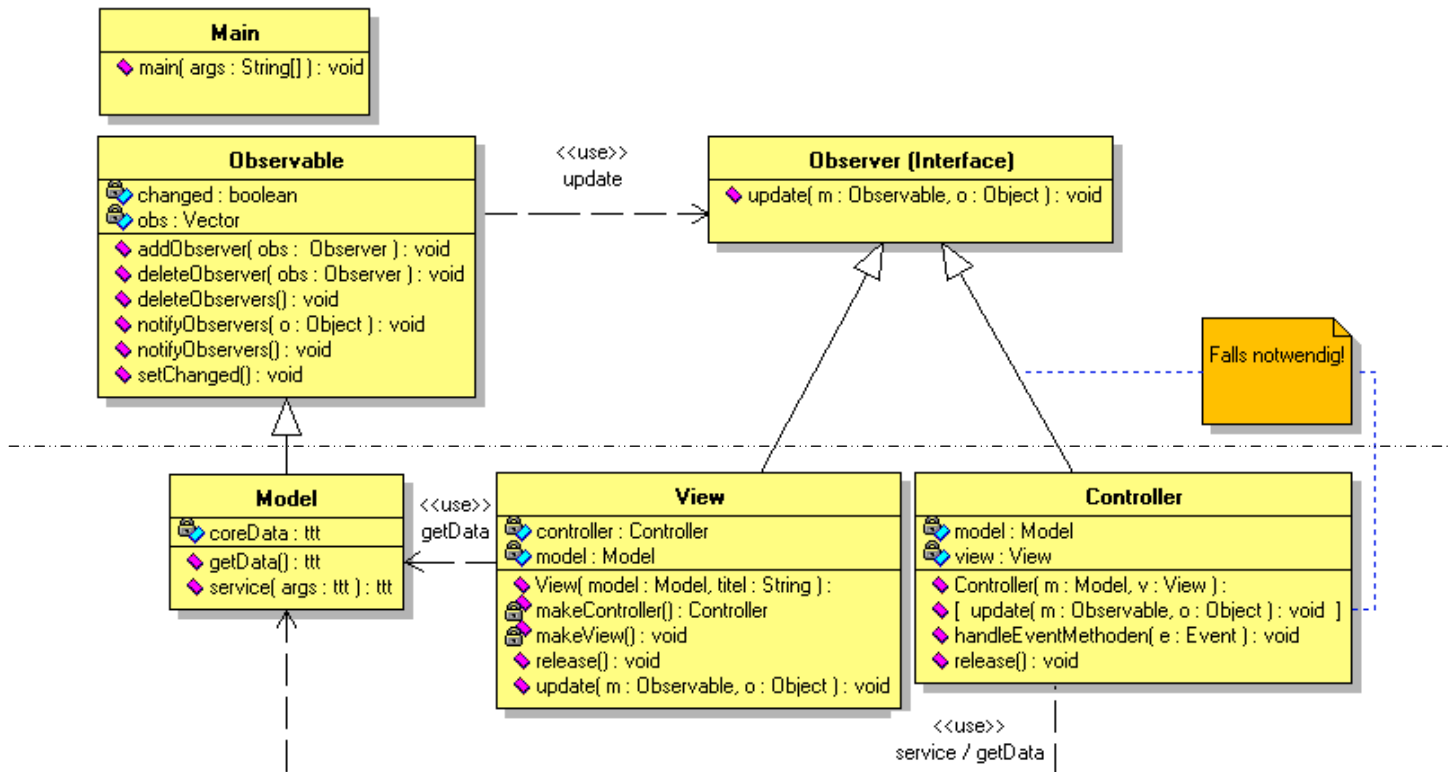 Main
main( args : String[] ) : void
Observable
changed : boolean
obs : Vector
addObserver( obs :  Observer ) : void
deleteObserver( obs : Observer ) : void
deleteObservers() : void
notifyObservers( o : Object ) : void
notifyObservers() : void
setChanged() : void
<<use>>
update
Observer (Interface)
update( m : Observable, o : Object ) : void
Falls notwendig!
Model
coreData : ttt
getData() : ttt
service( args : ttt ) : ttt
<<use>>
getData
View
controller : Controller
model : Model
View( model : Model, titel : String ) :
makeController() : Controller
makeView() : void
release() : void
update( m : Observable, o : Object ) : void
Controller
model : Model
view : View
Controller( m : Model, v : View ) :
[  update( m : Observable, o : Object ) : void  ]
handleEventMethoden( e : Event ) : void
release() : void
<<use>>
service / getData